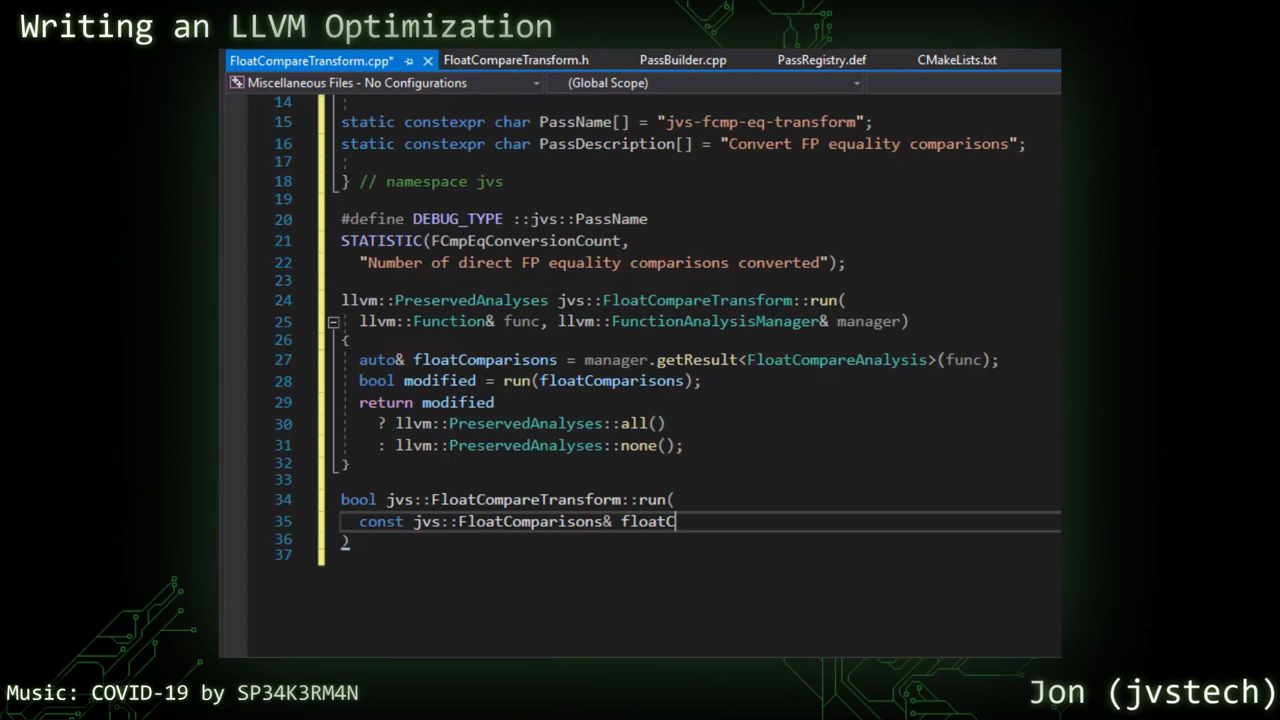 Writing an LLVM Optimization
FloatCompareTransform.cpp* FloatCompareTransform.h PassBuilder.cpp PassRegistry.def CMakeLists.txt
Miscellaneous Files - No Configurations (Global Scope)
14
15 static constexpr char PassName[] = "jvs-fcmp-eq-transform";
16 static constexpr char PassDescription[] = "Convert FP equality comparisons";
17
18 } // namespace jvs
19
20 #define DEBUG_TYPE ::jvs::PassName
21 STATISTIC(FCmpEqConversionCount,
22 "Number of direct FP equality comparisons converted");
23
24 llvm::PreservedAnalyses jvs::FloatCompareTransform::run(
25 llvm::Function& func, llvm::FunctionAnalysisManager& manager)
26 {
27 auto& floatComparisons = manager.getResult<FloatCompareAnalysis>(func);
28 bool modified = run(floatComparisons);
29 return modified
30 ? llvm::PreservedAnalyses::all()
31 : llvm::PreservedAnalyses::none();
32 }
33
34 bool jvs::FloatCompareTransform::run(
35 const jvs::FloatComparisons& floatC
36 )
37
Music: COVID-19 by SP34K3RM4N
Jon (jvstech)